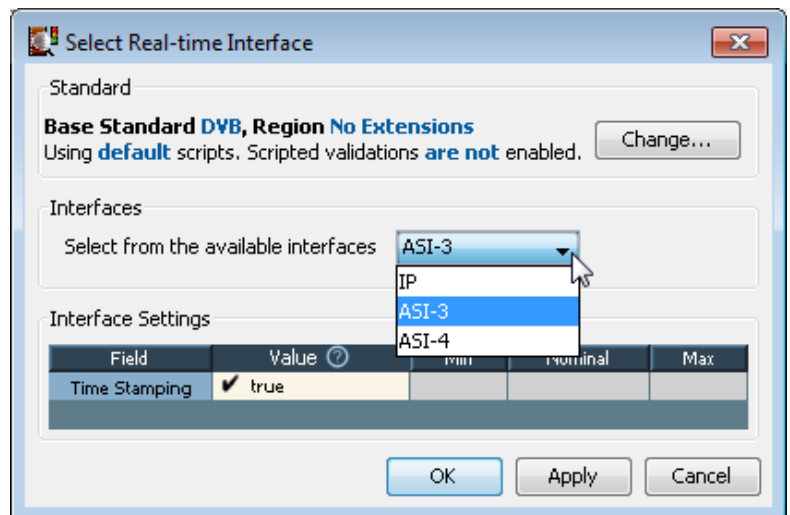 Select Real-time Interface
Standard
Base Standard DVB, Region No Extensions
Using default scripts. Scripted validations are not enabled.
Change...
Interfaces
Select from the available interfaces
ASI-3
IP
ASI-3
ASI-4
Interface Settings
Field Value Min Nominal Max
Time Stamping ✔ true
OK Apply Cancel